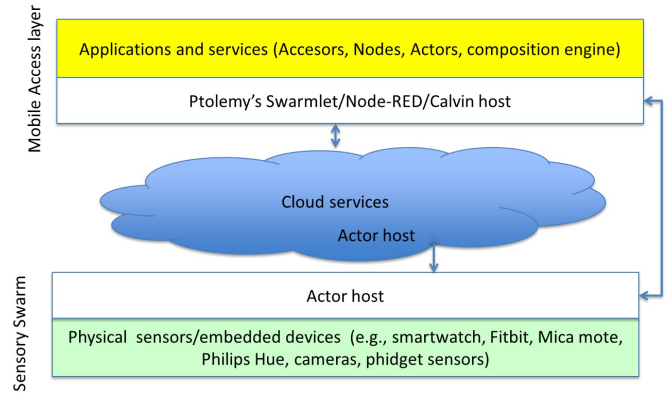 Mobile Access layer
Applications and services (Accesors, Nodes, Actors, composition engine)
Ptolemy's Swarmlet/Node-RED/Calvin host
Cloud services
Actor host
Sensory Swarm
Actor host
Physical sensors/embedded devices (e.g., smartwatch, Fitbit, Mica mote,
Philips Hue, cameras, phidget sensors)